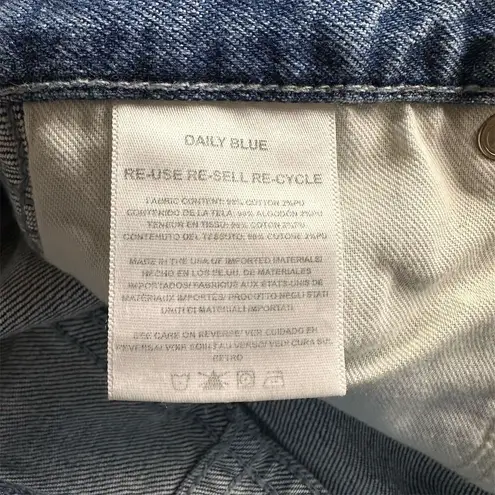 DAILY BLUE
RE-USE RE-SELL RE-CYCLE
FABRIC CONTENT: 98% COTTON 2%PU
CONTENIDO DE LA TELA: 98% ALGODÓN 2%PU
TENEUR EN TISSU: 98% COTON 2%PU
CONTENUTO DEL TESSUTO: 98% COTONE 2%PU
MADE IN THE USA OF IMPORTED MATERIALS/
HECHO EN LOS EE.UU. DE MATERIALES
IMPORTADOS/ FABRIQUÉ AUX ÉTATS-UNIS DE
MATÉRIAUX IMPORTÉS/ PRODOTTO NEGLI STATI
UNITI CI MATERIALI IMPORTATI
SEE CARE ON REVERSE/ VER CUIDADO EN
REVERSA/ VOIR SOIN AU VERSO/ VEDI CURA SUL
RETRO